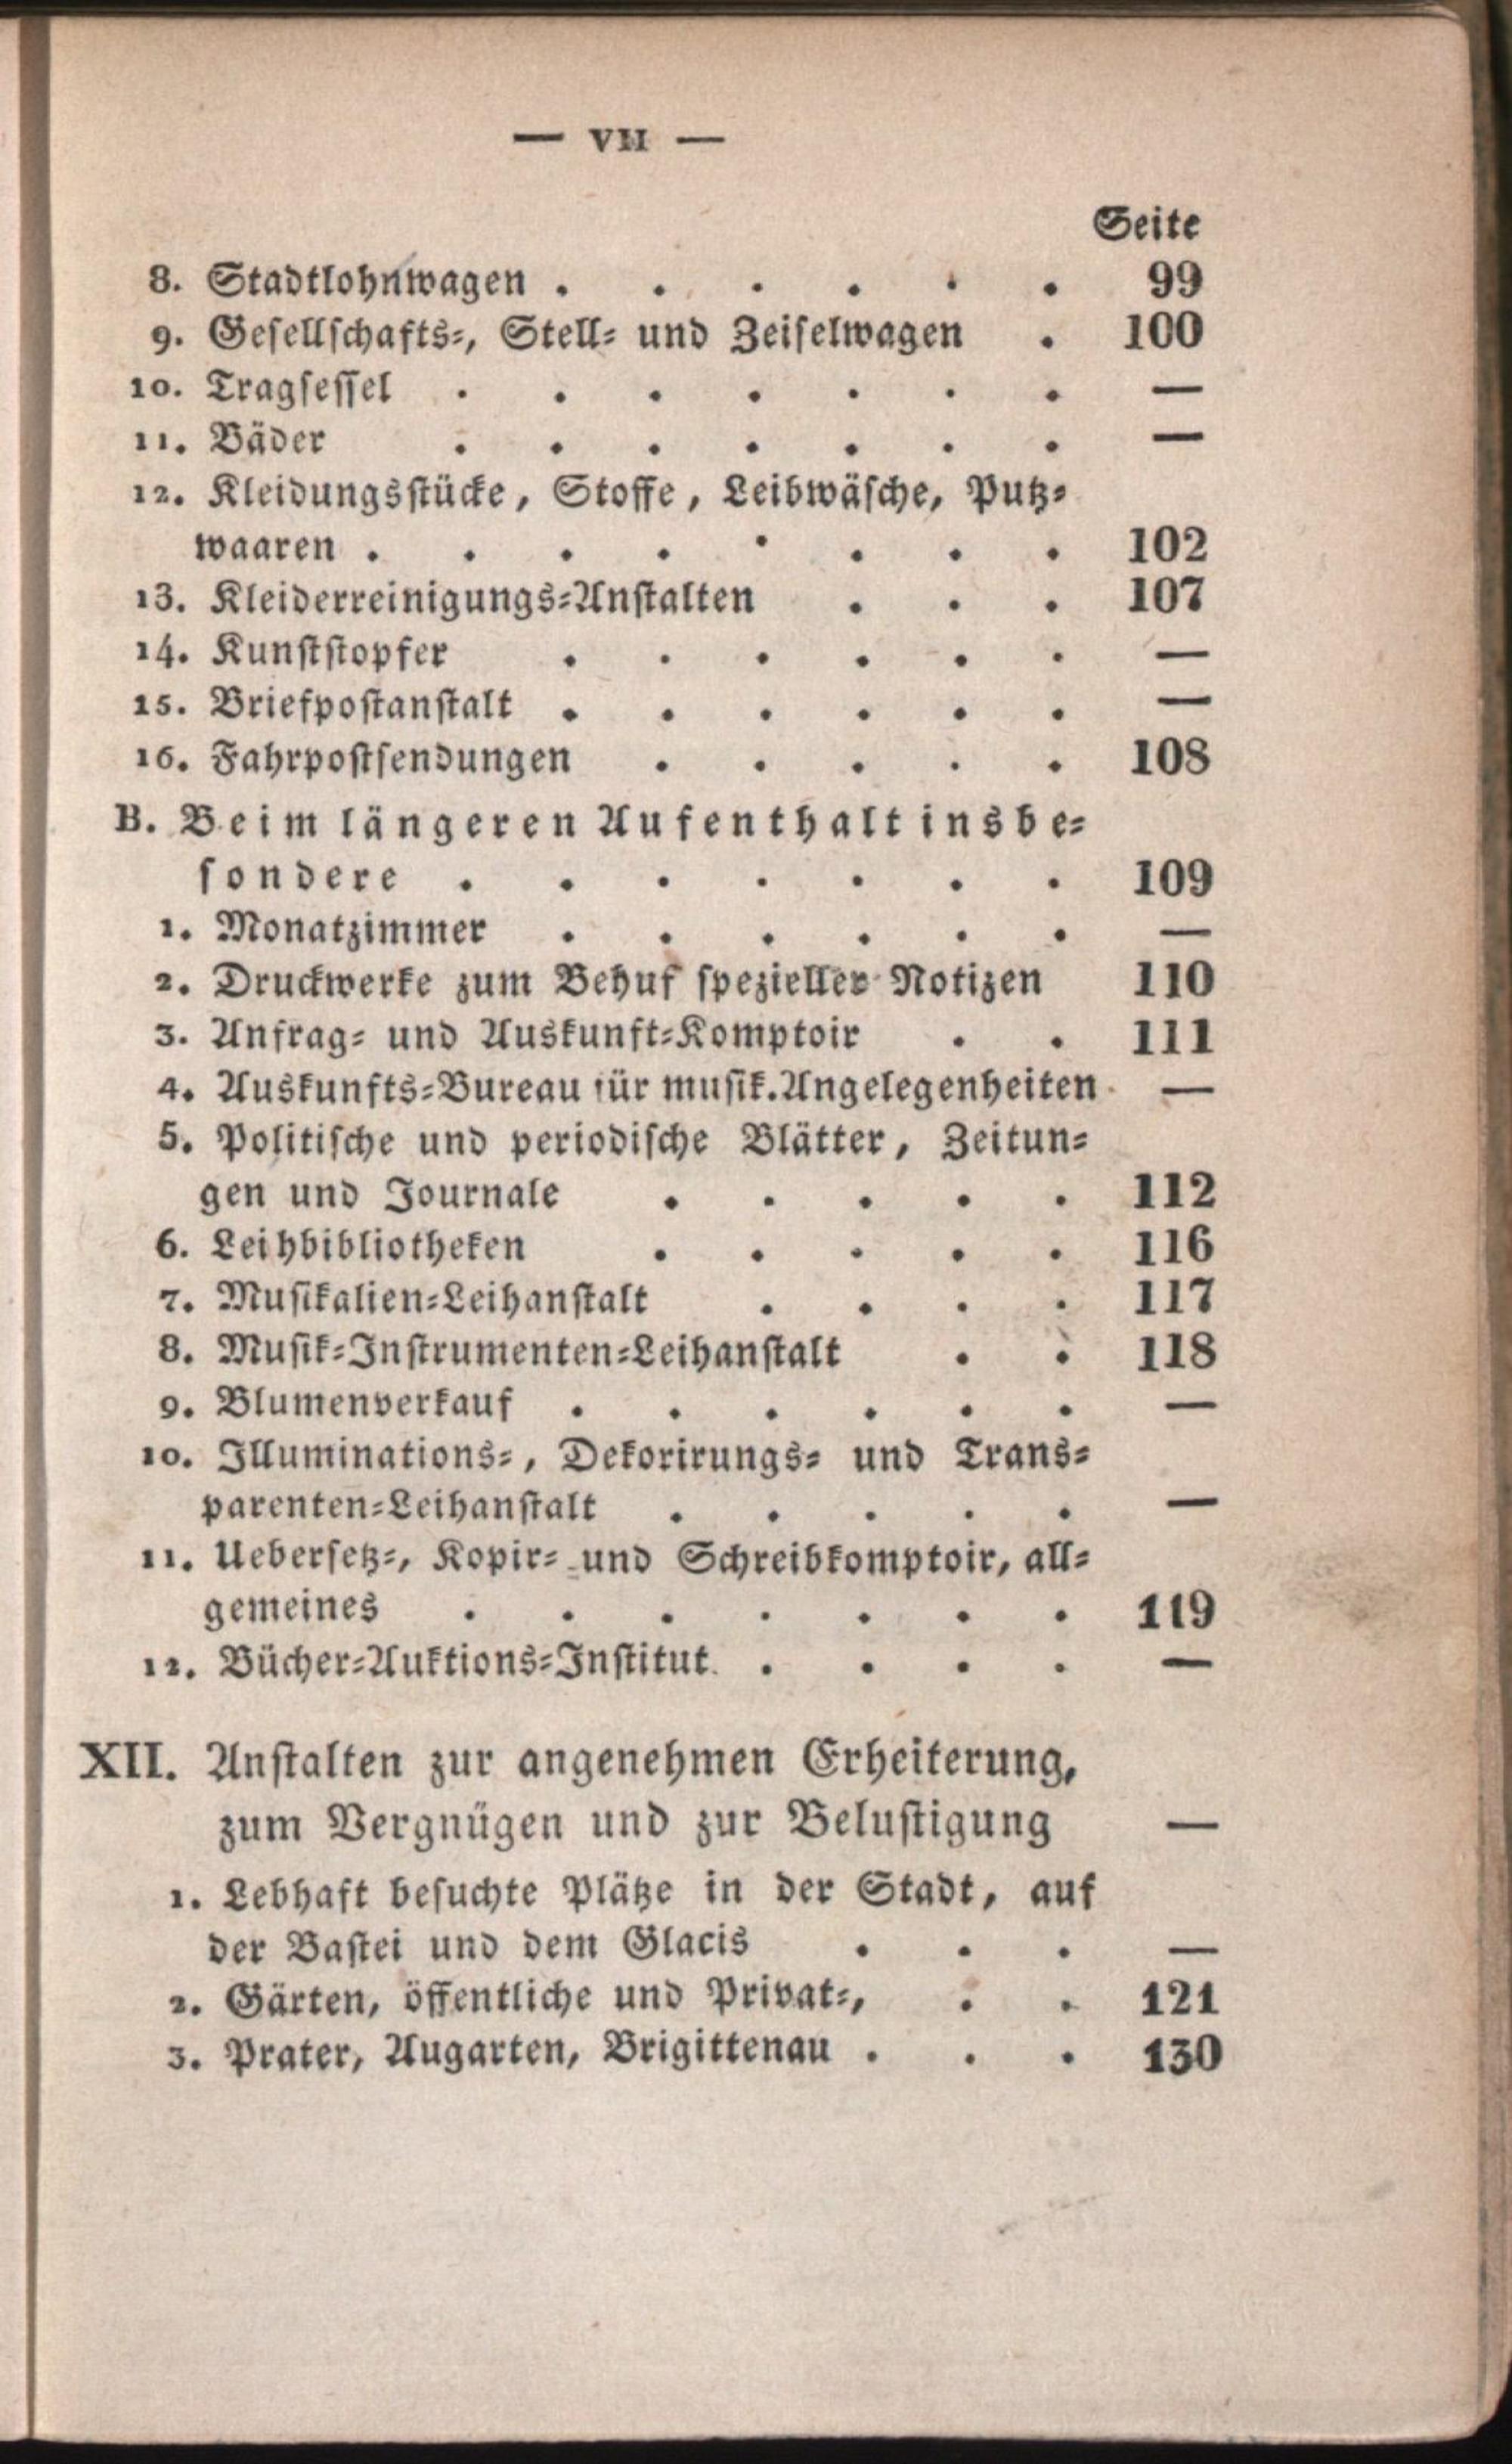 — VII —
Seite
8. Stadtlohnwagen . . . . . . 99
9. Gesellschafts-, Stell- und Zeiselwagen . 100
10. Tragsessel . . . . . . . —
11. Bäder . . . . . . . —
12. Kleidungsstücke, Stoffe, Leibwäsche, Putz-
waaren . . . . . . . . 102
13. Kleiderreinigungs-Anstalten . . . 107
14. Kunststopfer . . . . . . —
15. Briefpostanstalt . . . . . . —
16. Fahrpostsendungen . . . . . 108
B. Beim längeren Aufenthalt insbe-
sondere . . . . . . . 109
1. Monatzimmer . . . . . . —
2. Druckwerke zum Behuf spezieller Notizen 110
3. Anfrag- und Auskunft-Komptoir . . 111
4. Auskunfts-Bureau für musik. Angelegenheiten —
5. Politische und periodische Blätter, Zeitun-
gen und Journale . . . . . 112
6. Leihbibliotheken . . . . . 116
7. Musikalien-Leihanstalt . . . . 117
8. Musik-Instrumenten-Leihanstalt . . 118
9. Blumenverkauf . . . . . . —
10. Illuminations-, Dekorirungs- und Trans-
parenten-Leihanstalt . . . . . —
11. Uebersetz-, Kopir- und Schreibkomptoir, all-
gemeines . . . . . . . 119
12. Bücher-Auktions-Institut . . . . —
XII. Anstalten zur angenehmen Erheiterung,
zum Vergnügen und zur Belustigung —
1. Lebhaft besuchte Plätze in der Stadt, auf
der Bastei und dem Glacis . . . —
2. Gärten, öffentliche und Privat-, . . 121
3. Prater, Augarten, Brigittenau . . . 130